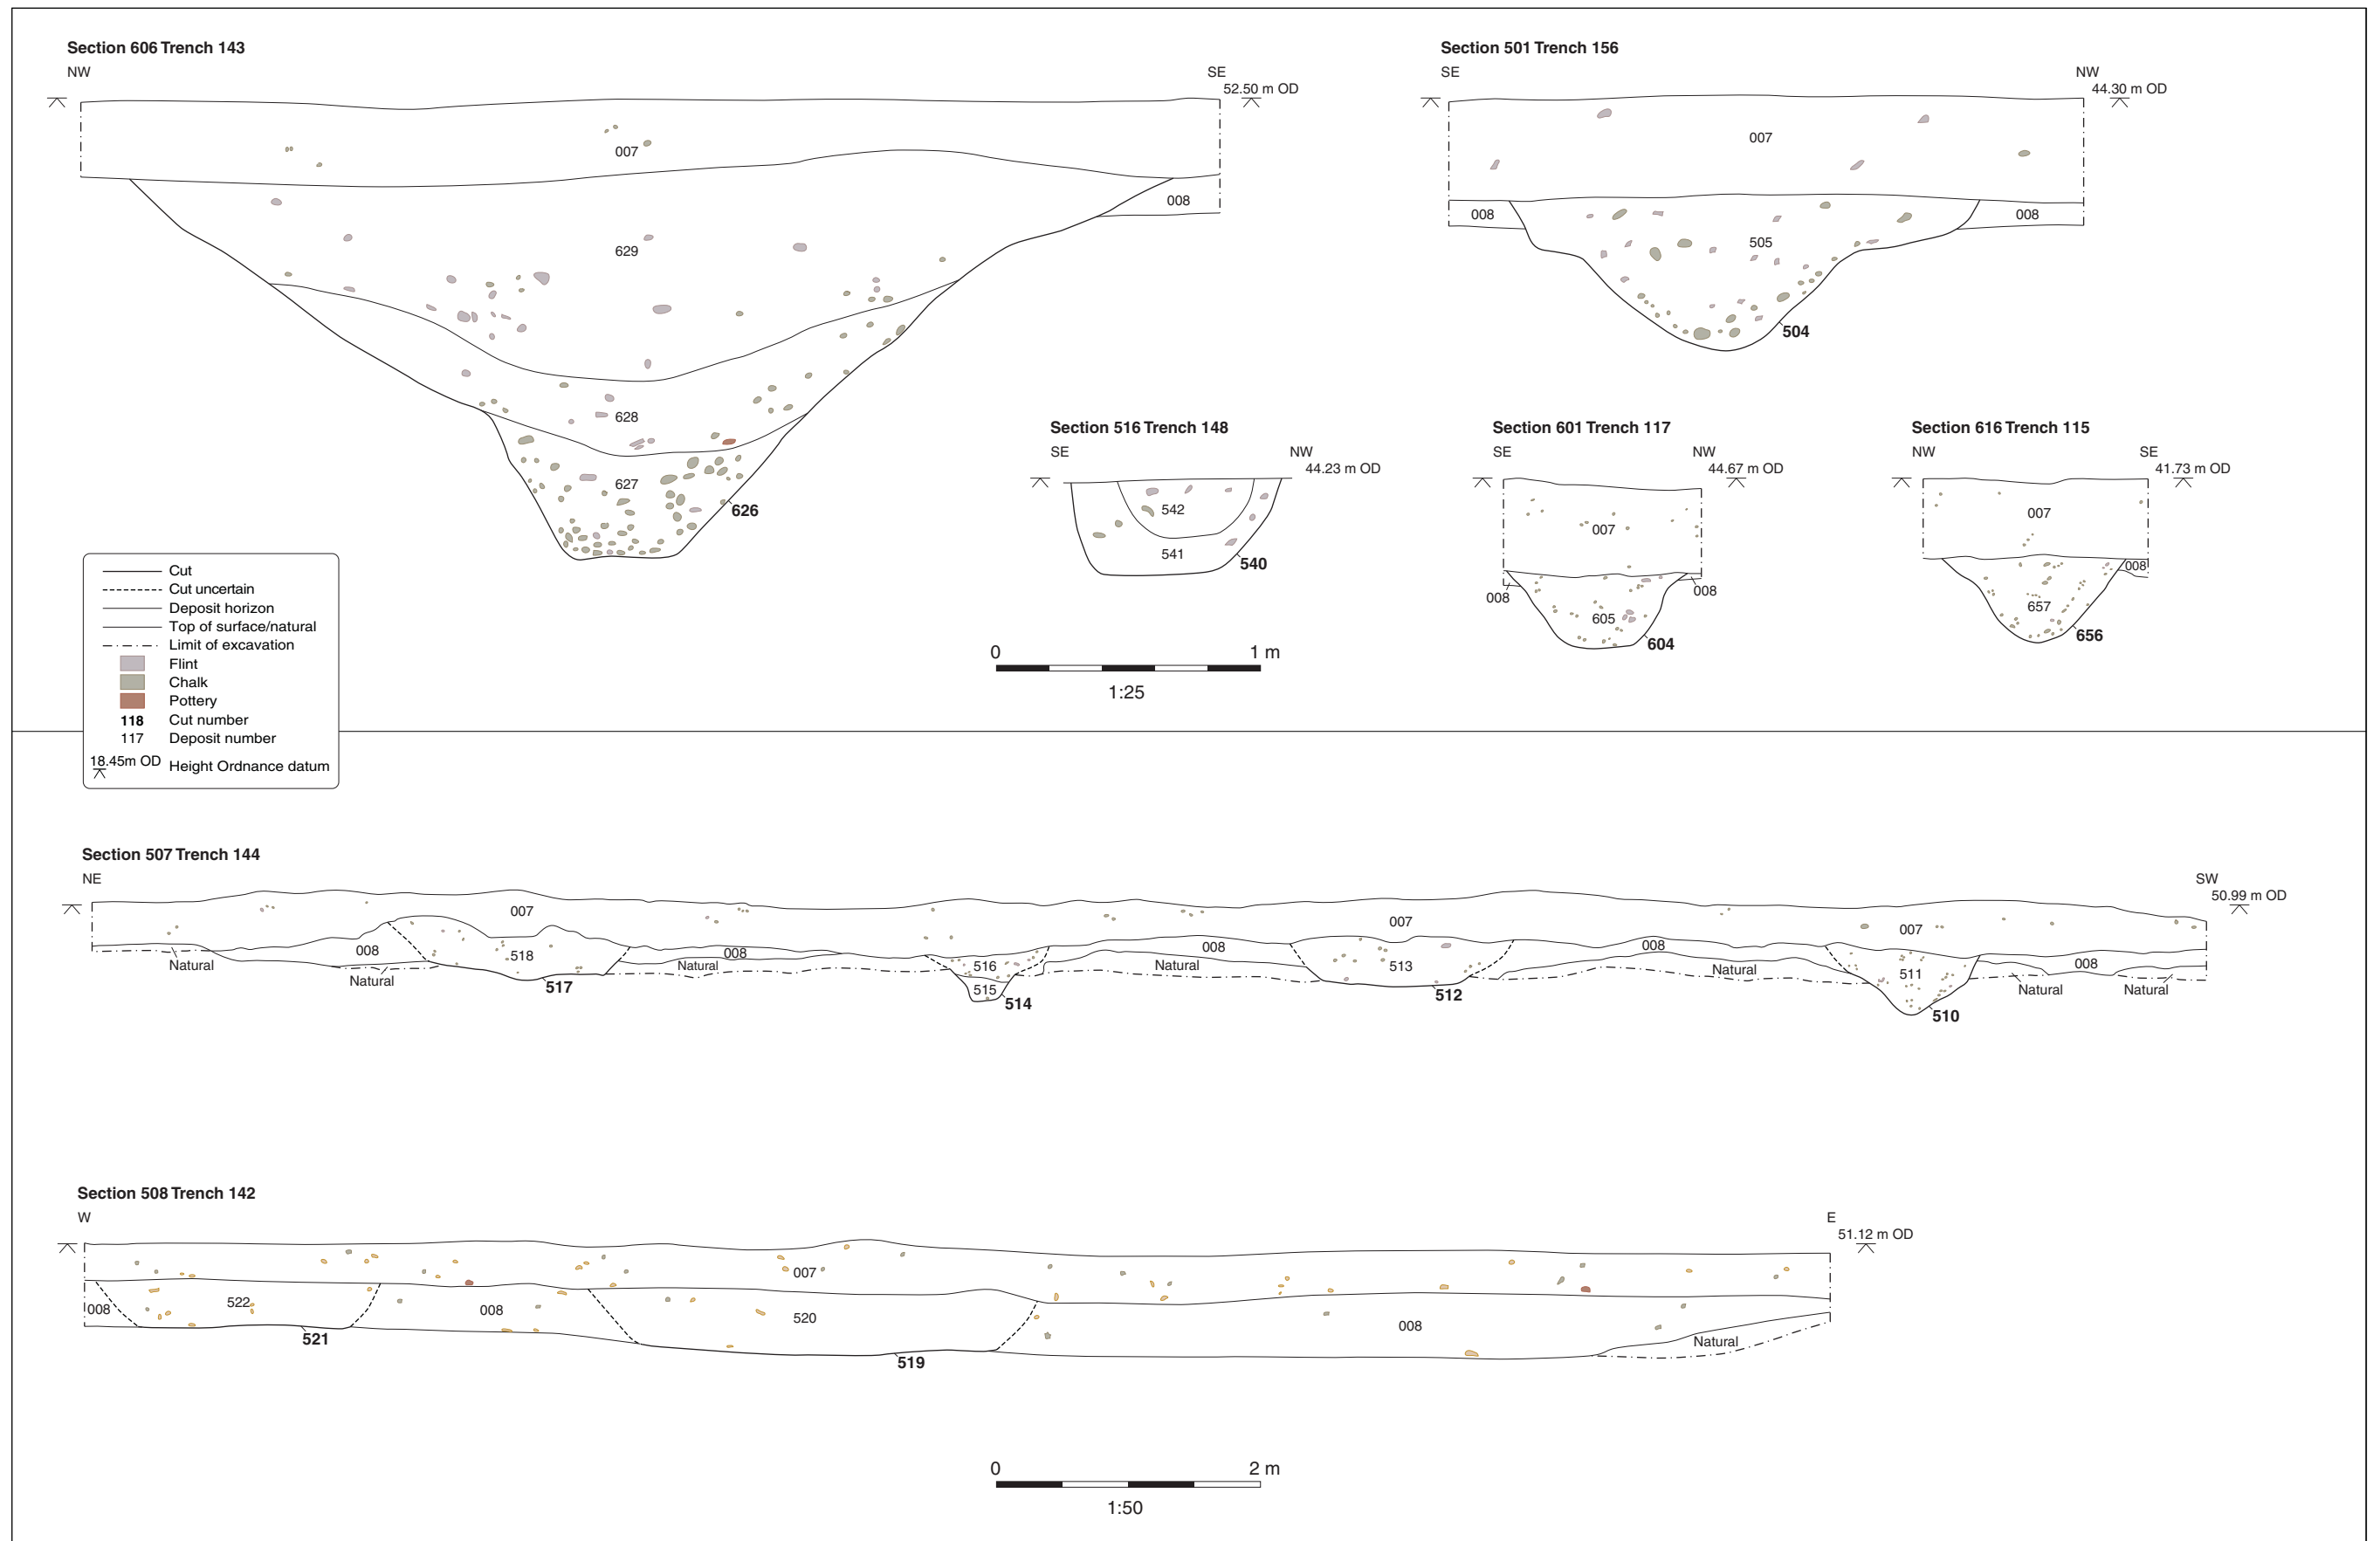 Section 606 Trench 143
NW
SE
52.50 m OD
007
008
629
628
627
626
Section 501 Trench 156
SE
NW
44.30 m OD
007
008
008
505
504
Section 516 Trench 148
SE
NW
44.23 m OD
542
541
540
Section 601 Trench 117
SE
NW
44.67 m OD
007
008
008
605
604
Section 616 Trench 115
NW
SE
41.73 m OD
007
008
657
656
0 1 m
1:25
Cut
Cut uncertain
Deposit horizon
Top of surface/natural
Limit of excavation
Flint
Chalk
Pottery
118 Cut number
117 Deposit number
18.45m OD Height Ordnance datum
Section 507 Trench 144
NE
SW
50.99 m OD
007
007
007
008
518
008
516
008
513
008
511
008
Natural
Natural
Natural
Natural
Natural
Natural
Natural
515
517
514
512
510
Section 508 Trench 142
W
E
51.12 m OD
007
008
522
008
520
008
Natural
521
519
0 2 m
1:50